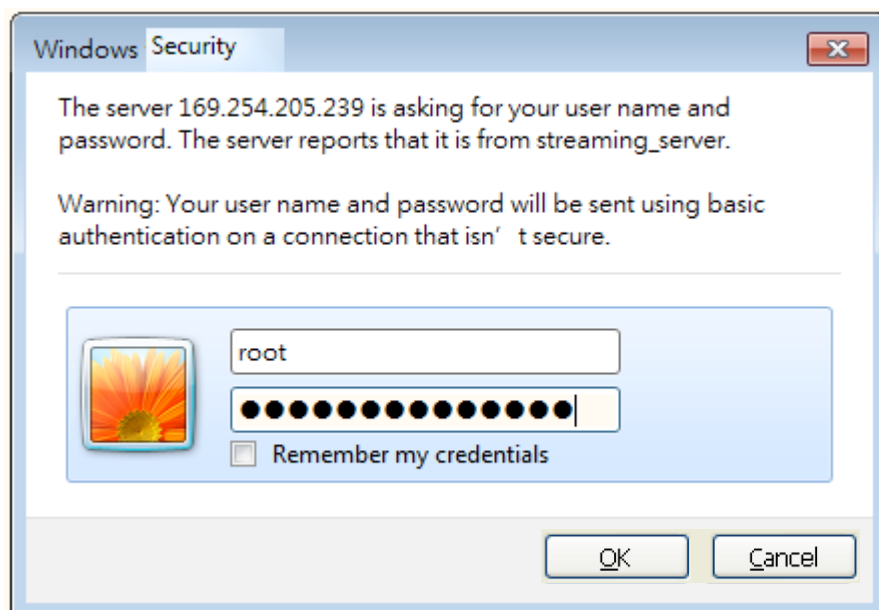 Windows Security
The server 169.254.205.239 is asking for your user name and
password. The server reports that it is from streaming_server.
Warning: Your user name and password will be sent using basic
authentication on a connection that isn’ t secure.
root
●●●●●●●●●●●●●●
Remember my credentials
OK
Cancel